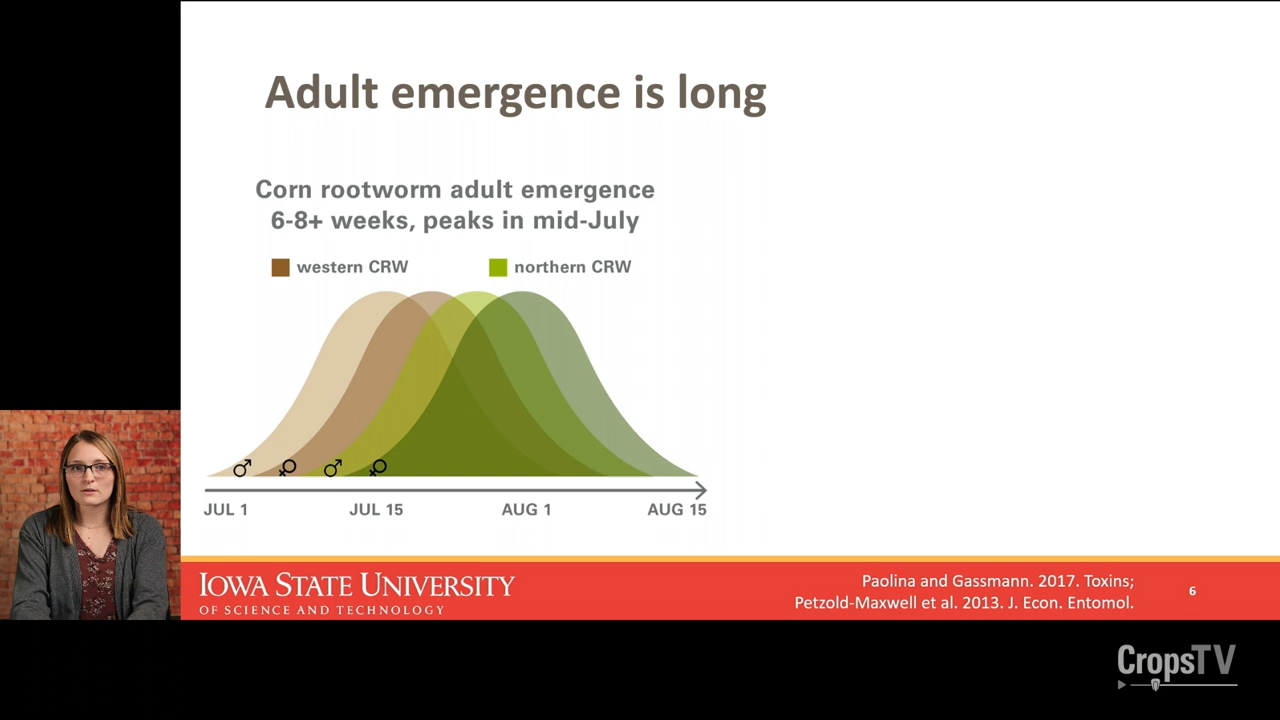 Adult emergence is long
Corn rootworm adult emergence
6-8+ weeks, peaks in mid-July
western CRW
northern CRW
JUL 1
JUL 15
AUG 1
AUG 15
IOWA STATE UNIVERSITY
OF SCIENCE AND TECHNOLOGY
Paolina and Gassmann. 2017. Toxins;
Petzold-Maxwell et al. 2013. J. Econ. Entomol.
6
CropsTV